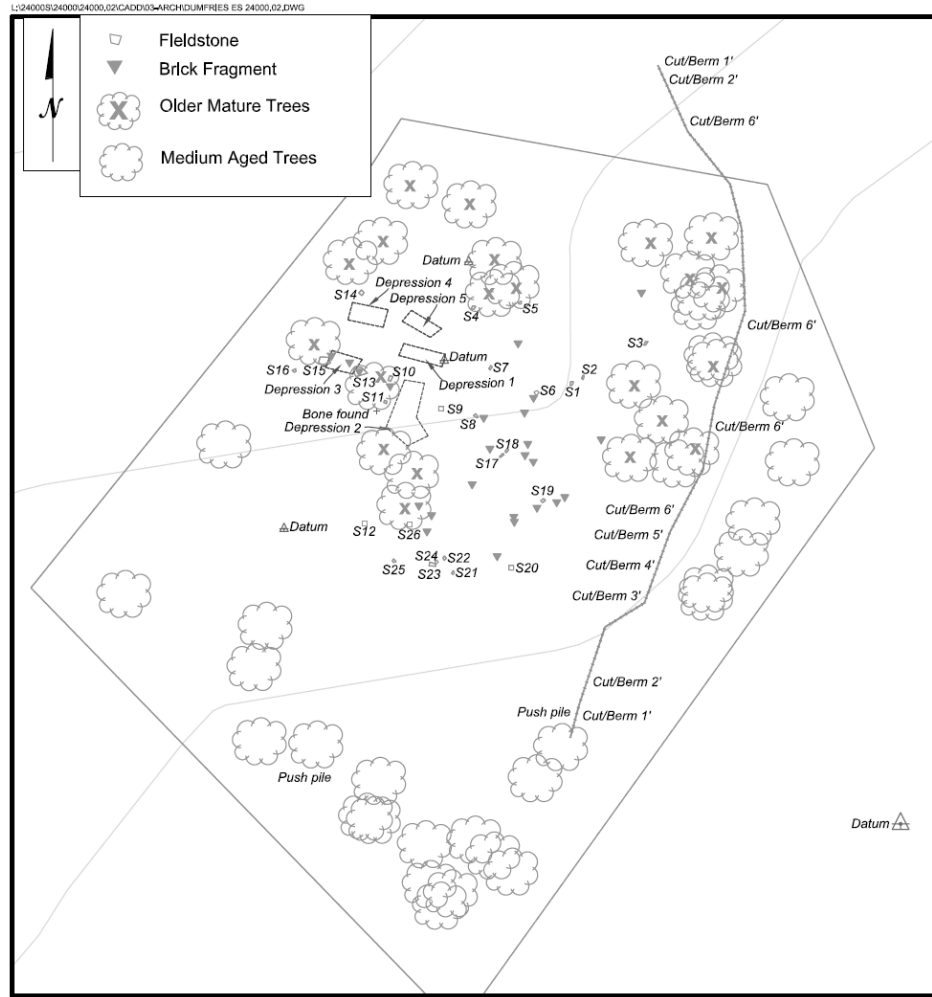 L:\24000S\24000\24000,02\CADD\03-ARCH\DUMFRIES ES 24000,02,DWG
N
Fieldstone
Brick Fragment
X Older Mature Trees
Medium Aged Trees
Cut/Berm 1'
Cut/Berm 2'
Cut/Berm 6'
X
X
X
X
X
X
Datum
X
X
Depression 4
X
X
S14
Depression 5
X
X
S4
S5
Cut/Berm 6'
X
S3
Datum
S16
S15
S13
X
S10
Depression 1
S7
S2
X
Depression 3
S1
X
S11
S6
Bone found
S9
S8
Depression 2
X
Cut/Berm 6'
X
S18
X
X
S17
X
S19
X
Cut/Berm 6'
Datum
S12
S26
Cut/Berm 5'
S24
S22
S25
S23
S21
S20
Cut/Berm 4'
Cut/Berm 3'
Cut/Berm 2'
Push pile
Cut/Berm 1'
Push pile
Datum